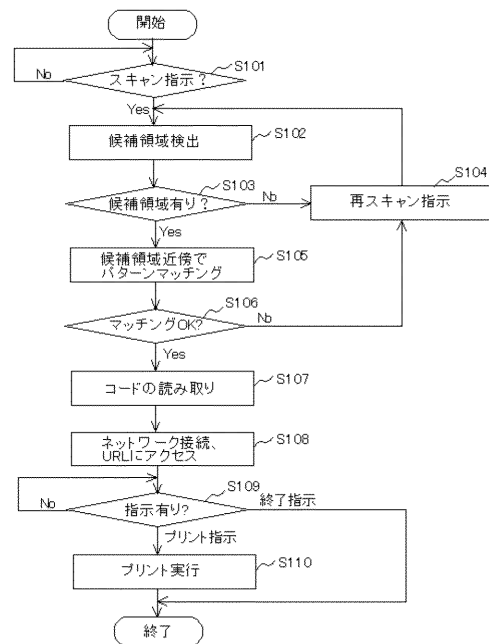 開始
S101
スキャン指示？
No
Yes
S102
候補領域検出
S103
候補領域有り？
No
S104
再スキャン指示
Yes
S105
候補領域近傍で
パターンマッチング
S106
マッチングOK?
No
Yes
S107
コードの読み取り
S108
ネットワーク接続、
URLにアクセス
S109
指示有り?
No
終了指示
プリント指示
S110
プリント実行
終了